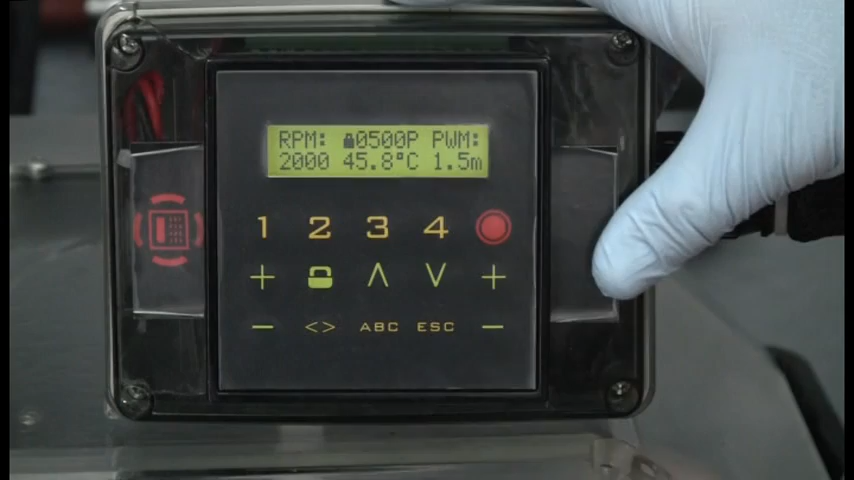 RPM: 0500P PWM:
2000 45.8°C 1.5m
1 2 3 4
+ Λ V +
- <> ABC ESC -